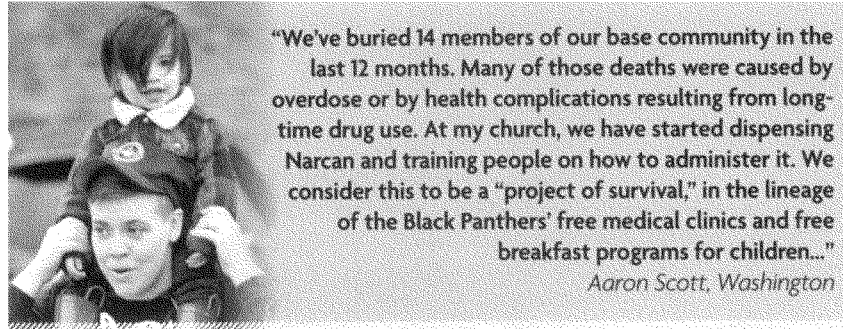 “We’ve buried 14 members of our base community in the
last 12 months. Many of those deaths were caused by
overdose or by health complications resulting from long-
time drug use. At my church, we have started dispensing
Narcan and training people on how to administer it. We
consider this to be a “project of survival,” in the lineage
of the Black Panthers’ free medical clinics and free
breakfast programs for children...”
Aaron Scott, Washington